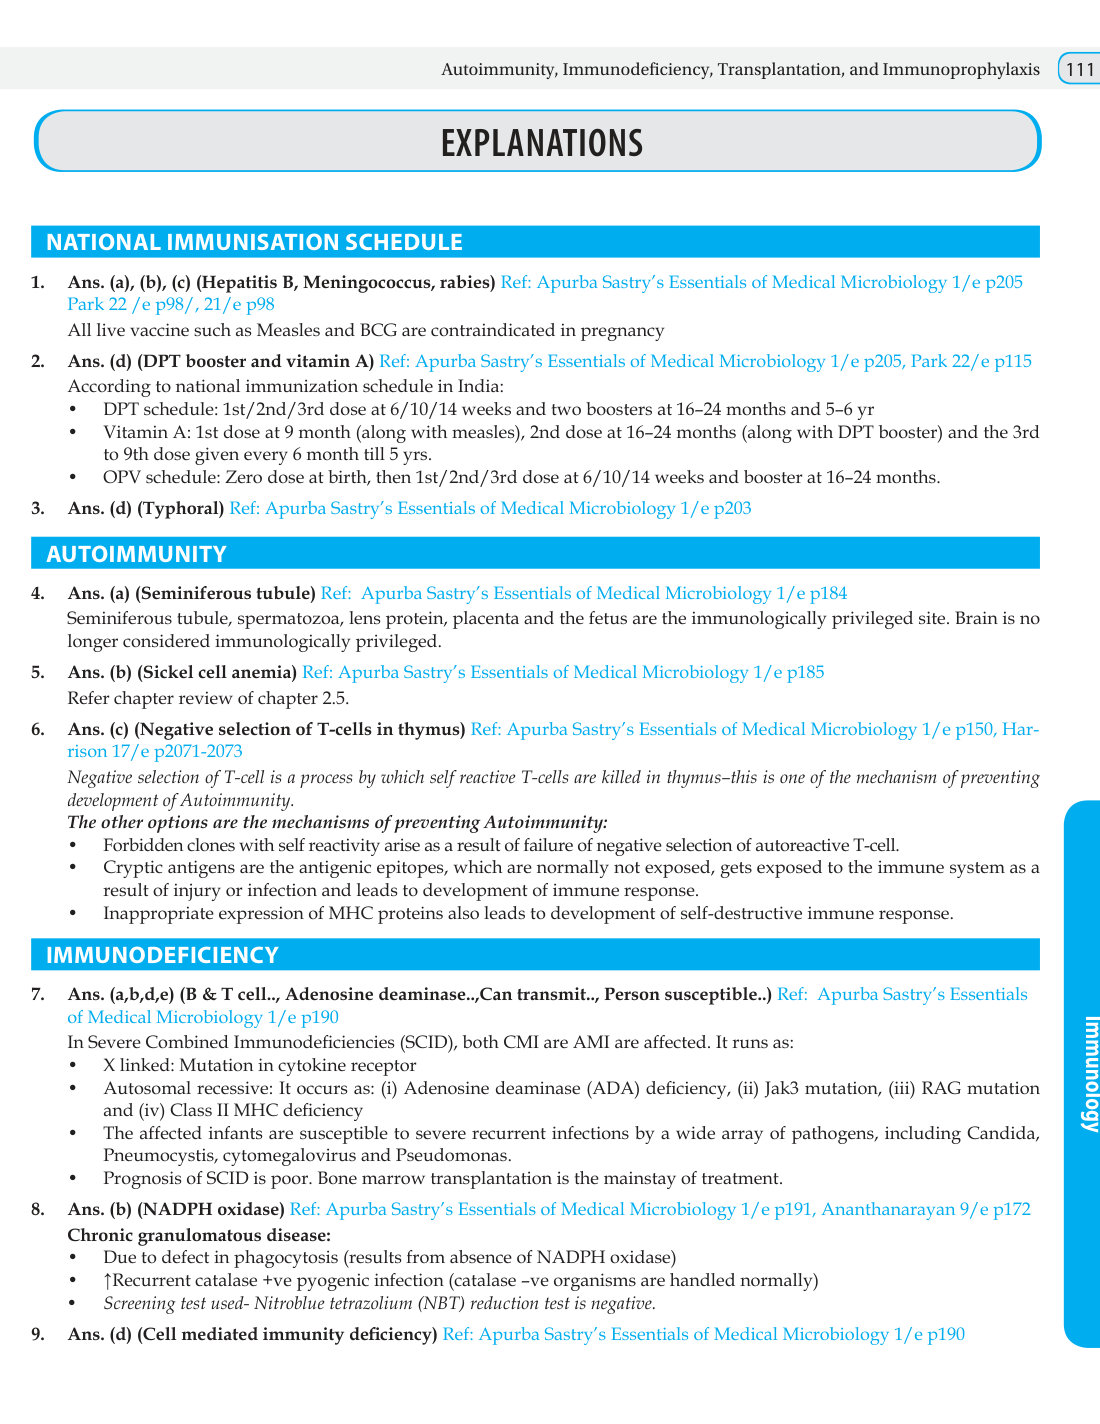 Autoimmunity, Immunodeficiency, Transplantation, and Immunoprophylaxis 111
EXPLANATIONS
NATIONAL IMMUNISATION SCHEDULE
1. Ans. (a), (b), (c) (Hepatitis B, Meningococcus, rabies) Ref: Apurba Sastry’s Essentials of Medical Microbiology 1/e p205
Park 22 /e p98/, 21/e p98
All live vaccine such as Measles and BCG are contraindicated in pregnancy
2. Ans. (d) (DPT booster and vitamin A) Ref: Apurba Sastry’s Essentials of Medical Microbiology 1/e p205, Park 22/e p115
According to national immunization schedule in India:
• DPT schedule: 1st/2nd/3rd dose at 6/10/14 weeks and two boosters at 16–24 months and 5–6 yr
• Vitamin A: 1st dose at 9 month (along with measles), 2nd dose at 16–24 months (along with DPT booster) and the 3rd
to 9th dose given every 6 month till 5 yrs.
• OPV schedule: Zero dose at birth, then 1st/2nd/3rd dose at 6/10/14 weeks and booster at 16–24 months.
3. Ans. (d) (Typhoral) Ref: Apurba Sastry’s Essentials of Medical Microbiology 1/e p203
AUTOIMMUNITY
4. Ans. (a) (Seminiferous tubule) Ref: Apurba Sastry’s Essentials of Medical Microbiology 1/e p184
Seminiferous tubule, spermatozoa, lens protein, placenta and the fetus are the immunologically privileged site. Brain is no
longer considered immunologically privileged.
5. Ans. (b) (Sickel cell anemia) Ref: Apurba Sastry’s Essentials of Medical Microbiology 1/e p185
Refer chapter review of chapter 2.5.
6. Ans. (c) (Negative selection of T-cells in thymus) Ref: Apurba Sastry’s Essentials of Medical Microbiology 1/e p150, Har-
rison 17/e p2071-2073
Negative selection of T-cell is a process by which self reactive T-cells are killed in thymus–this is one of the mechanism of preventing
development of Autoimmunity.
The other options are the mechanisms of preventing Autoimmunity:
• Forbidden clones with self reactivity arise as a result of failure of negative selection of autoreactive T-cell.
• Cryptic antigens are the antigenic epitopes, which are normally not exposed, gets exposed to the immune system as a
result of injury or infection and leads to development of immune response.
• Inappropriate expression of MHC proteins also leads to development of self-destructive immune response.
IMMUNODEFICIENCY
7. Ans. (a,b,d,e) (B & T cell.., Adenosine deaminase..,Can transmit.., Person susceptible..) Ref: Apurba Sastry’s Essentials
of Medical Microbiology 1/e p190
In Severe Combined Immunodeficiencies (SCID), both CMI are AMI are affected. It runs as:
• X linked: Mutation in cytokine receptor
• Autosomal recessive: It occurs as: (i) Adenosine deaminase (ADA) deficiency, (ii) Jak3 mutation, (iii) RAG mutation
and (iv) Class II MHC deficiency
• The affected infants are susceptible to severe recurrent infections by a wide array of pathogens, including Candida,
Pneumocystis, cytomegalovirus and Pseudomonas.
• Prognosis of SCID is poor. Bone marrow transplantation is the mainstay of treatment.
8. Ans. (b) (NADPH oxidase) Ref: Apurba Sastry’s Essentials of Medical Microbiology 1/e p191, Ananthanarayan 9/e p172
Chronic granulomatous disease:
• Due to defect in phagocytosis (results from absence of NADPH oxidase)
• ↑Recurrent catalase +ve pyogenic infection (catalase –ve organisms are handled normally)
• Screening test used- Nitroblue tetrazolium (NBT) reduction test is negative.
9. Ans. (d) (Cell mediated immunity deficiency) Ref: Apurba Sastry’s Essentials of Medical Microbiology 1/e p190
Immunology